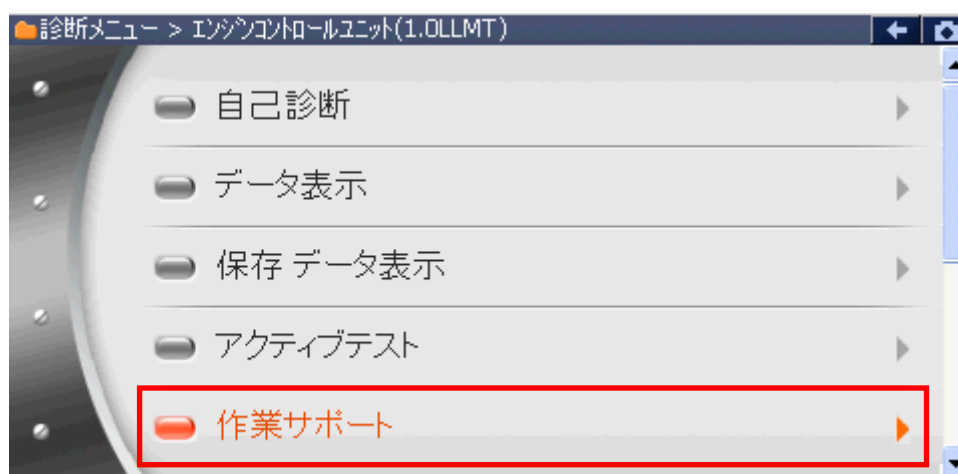 診断メニュー > エンジンコントロールユニット(1.0LLMT)
自己診断
データ表示
保存 データ表示
アクティブテスト
作業サポート